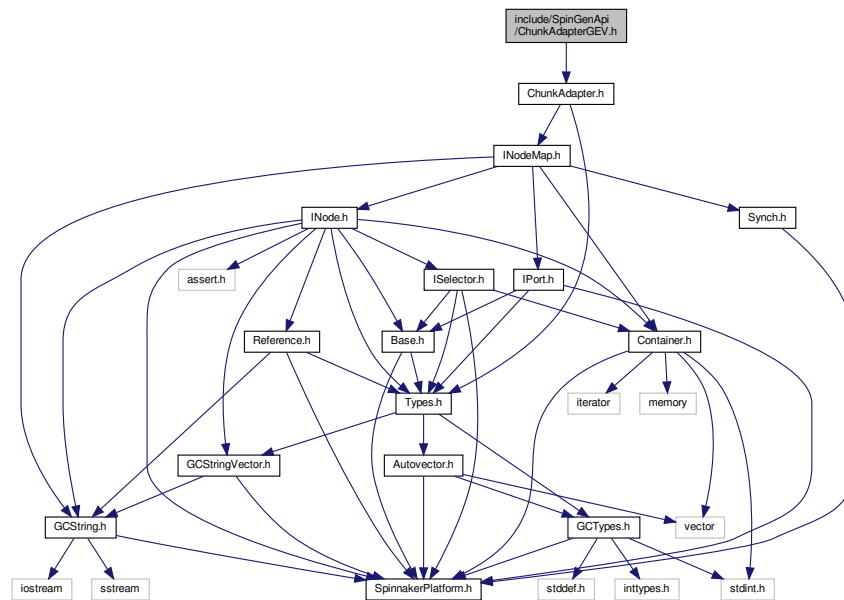 include/SpinGenApi
/ChunkAdapterGEV.h
ChunkAdapter.h
INodeMap.h
INode.h
Synch.h
assert.h
ISelector.h
IPort.h
Reference.h
Base.h
Container.h
Types.h
iterator
memory
GCStringVector.h
Autovector.h
GCString.h
GCTypes.h
vector
iostream
sstream
SpinnakerPlatform.h
stddef.h
inttypes.h
stdint.h